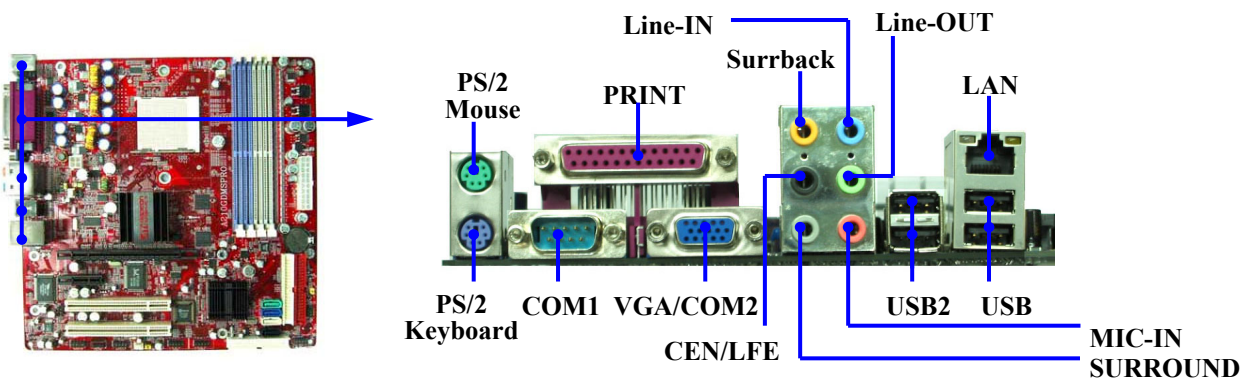 Line-IN
Line-OUT
Surrback
PS/2
Mouse
PRINT
LAN
A210GDMSPRO
PS/2
Keyboard
COM1
VGA/COM2
CEN/LFE
USB2
USB
MIC-IN
SURROUND